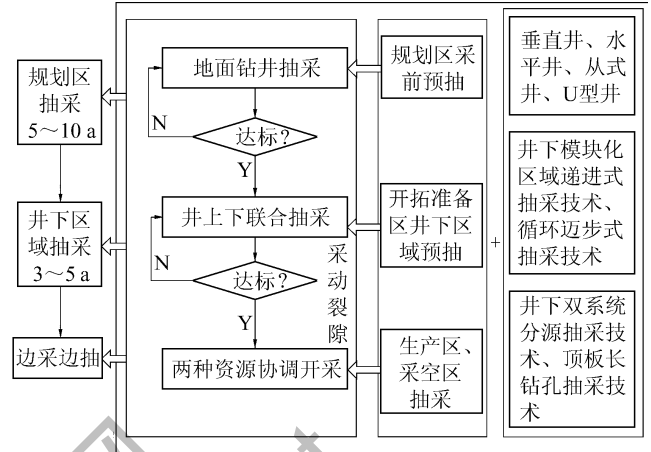 规划区
抽采
5～10 a
井下区
域抽采
3～5 a
边采边抽
地面钻井抽采
达标?
N
Y
井上下联合抽采
达标?
N
Y
采
动
裂
隙
两种资源协调开采
规划区采
前预抽
开拓准备
区井下区
域预抽
生产区、
采空区
抽采
+
垂直井、水
平井、从式
井、U型井
井下模块化
区域递进式
抽采技术、
循环迈步式
抽采技术
井下双系统
分源抽采技
术、顶板长
钻孔抽采技
术